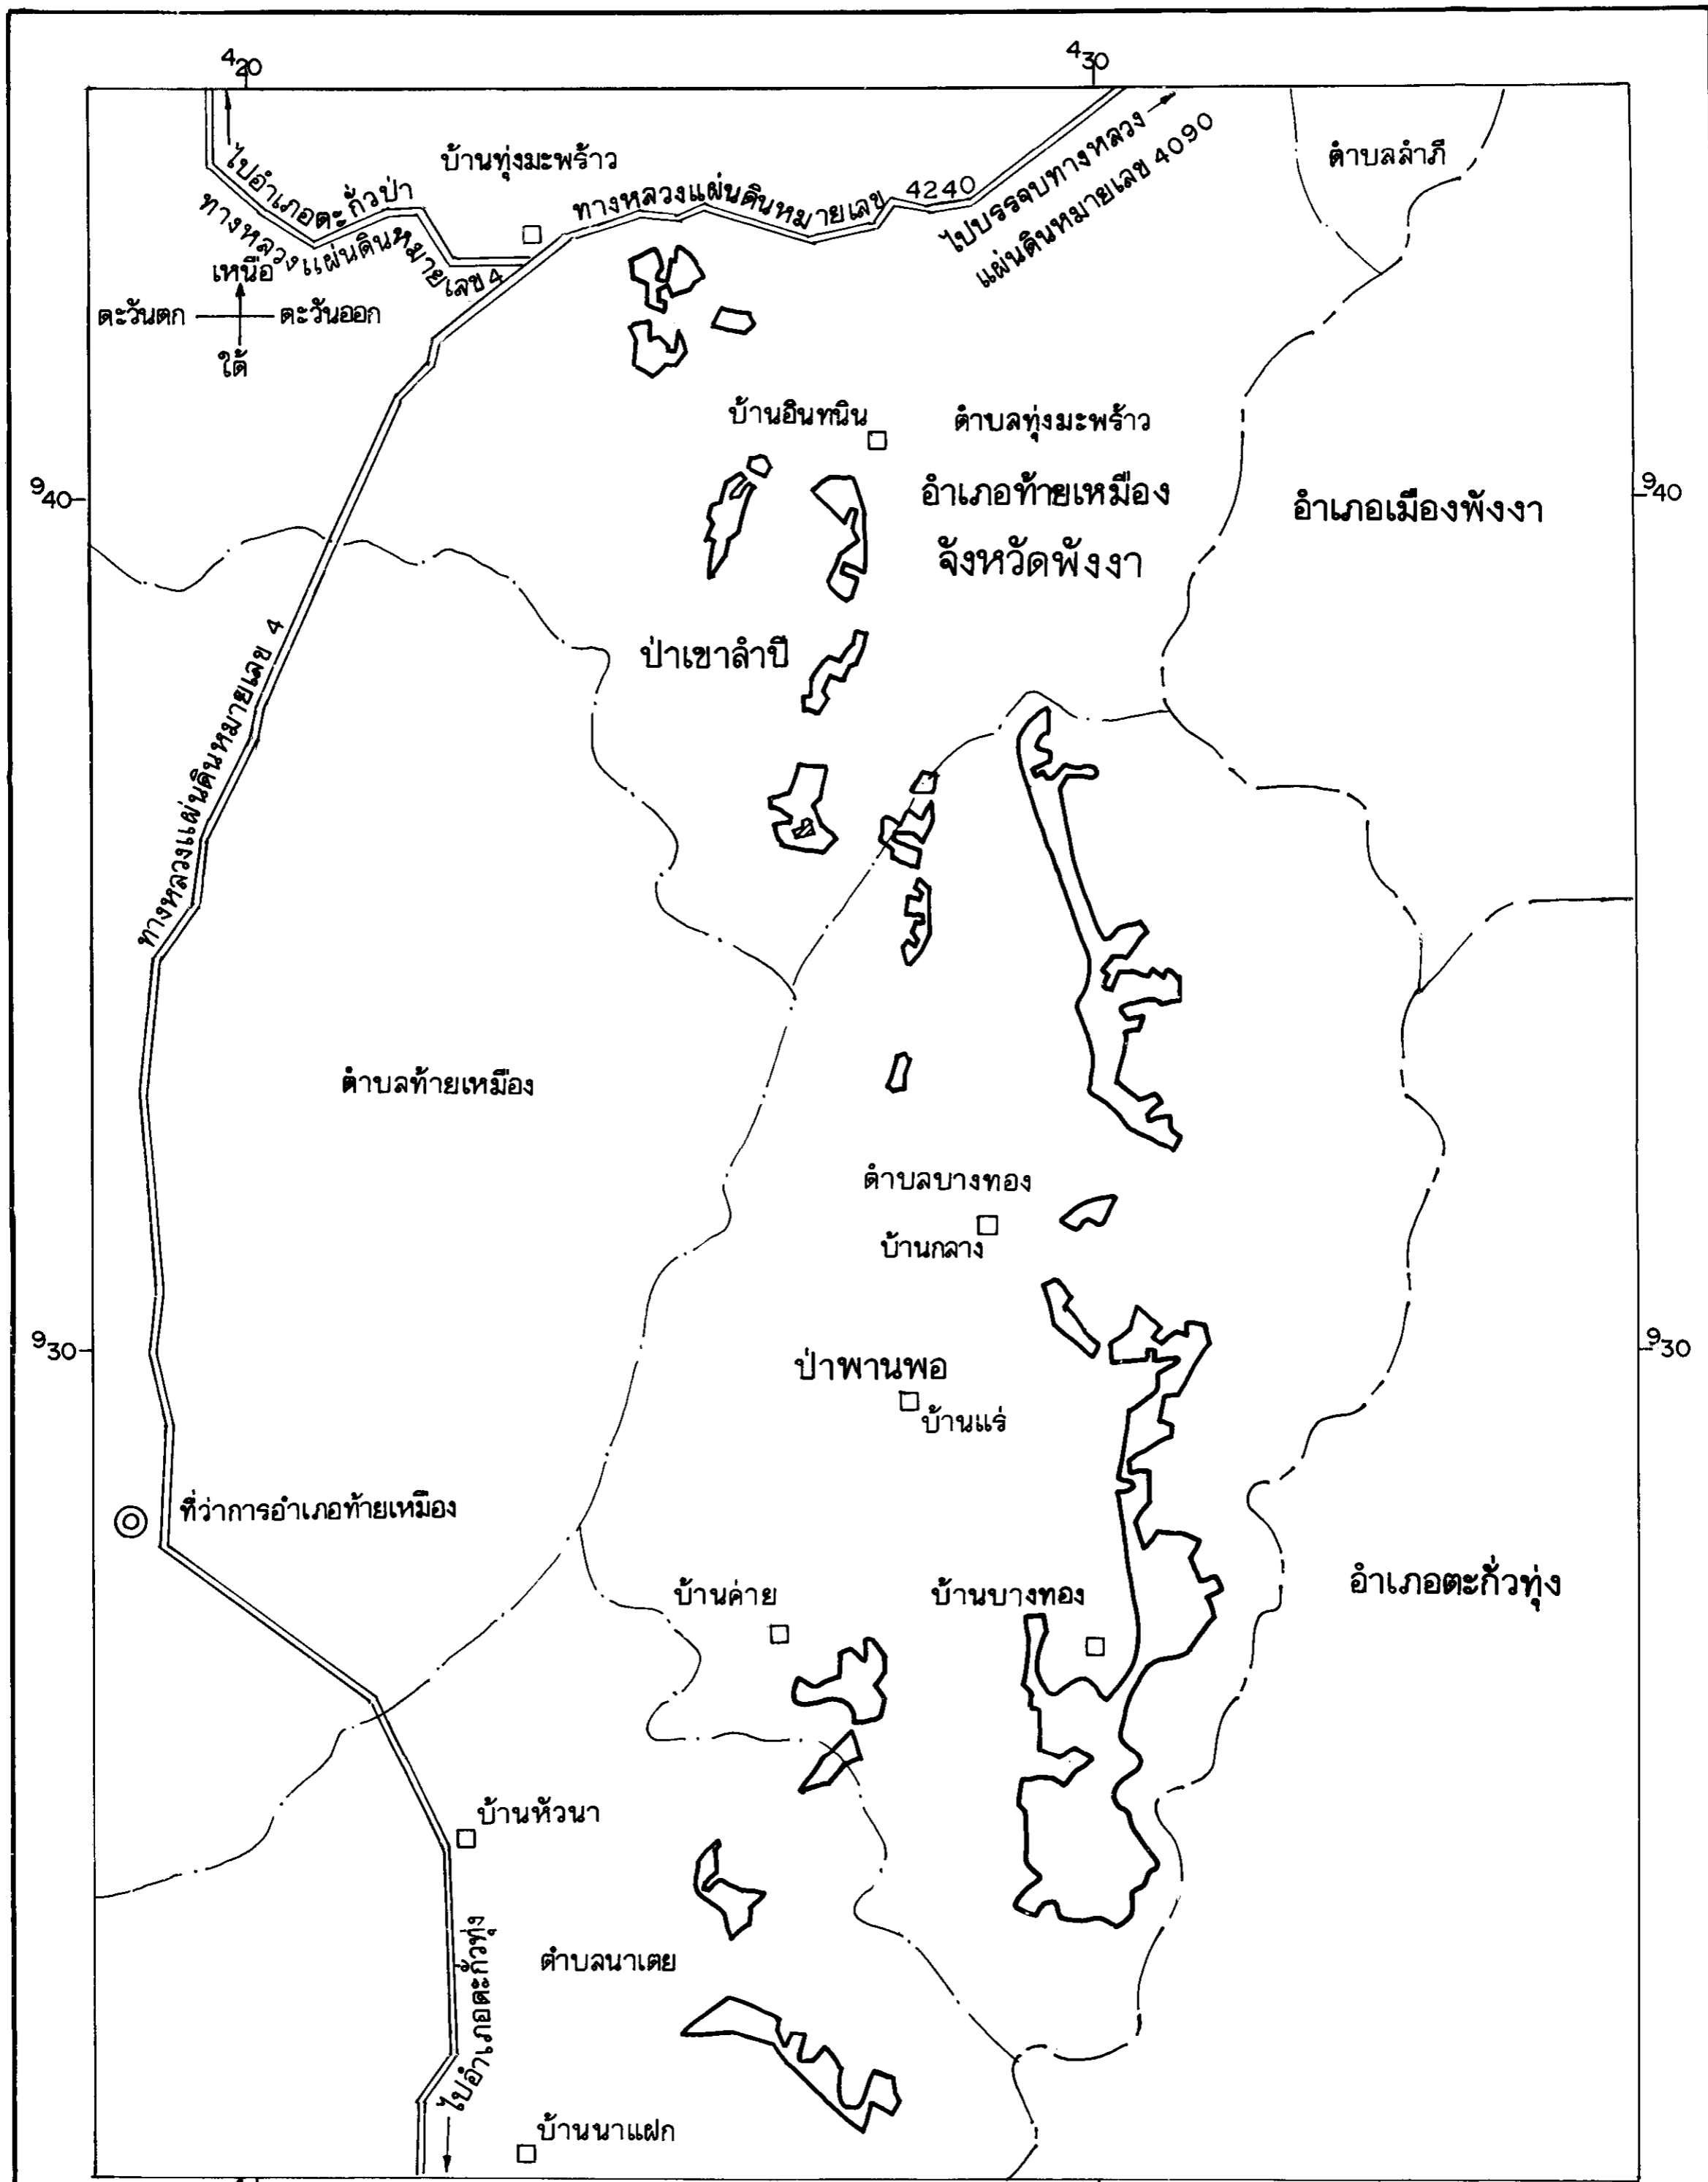 420
430
ไปอำเภอตะกั่วป่า
ทางหลวงแผ่นดินหมายเลข 4
บ้านทุ่งมะพร้าว
ทางหลวงแผ่นดินหมายเลข 4240
ไปบรรจบทางหลวง
แผ่นดินหมายเลข 4090
ตำบลลำภี
เหนือ
ตะวันตก
ตะวันออก
ใต้
บ้านอินทนิน
ตำบลทุ่งมะพร้าว
อำเภอท้ายเหมือง
จังหวัดพังงา
อำเภอเมืองพังงา
940
940
ป่าเขาลำปี
ทางหลวงแผ่นดินหมายเลข 4
ตำบลท้ายเหมือง
ตำบลบางทอง
บ้านกลาง
930
930
ป่าพานพอ
บ้านแร่
ที่ว่าการอำเภอท้ายเหมือง
บ้านค่าย
บ้านบางทอง
อำเภอตะกั่วทุ่ง
บ้านหัวนา
ตำบลนาเตย
ไปอำเภอตะกั่วทุ่ง
บ้านนาแฝก